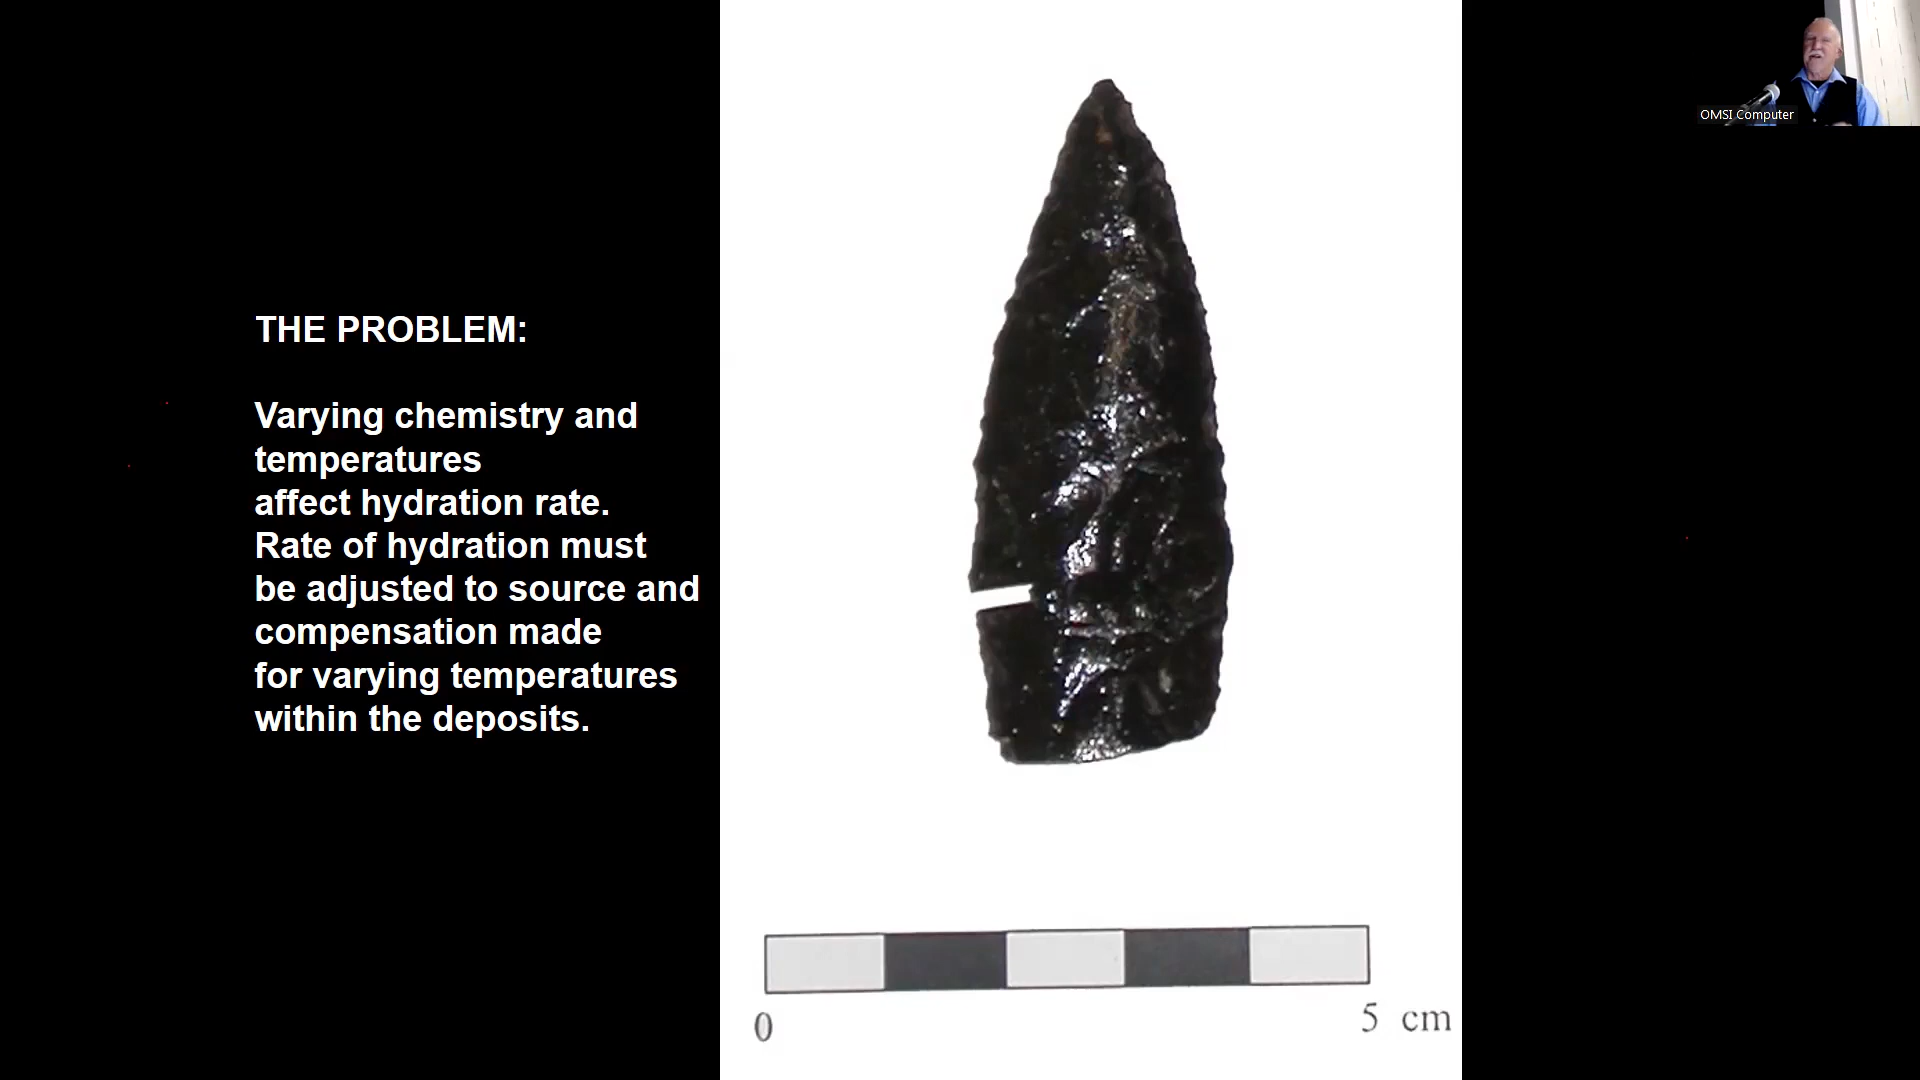 OMSI Computer
THE PROBLEM:
Varying chemistry and
temperatures
affect hydration rate.
Rate of hydration must
be adjusted to source and
compensation made
for varying temperatures
within the deposits.
0
5 cm